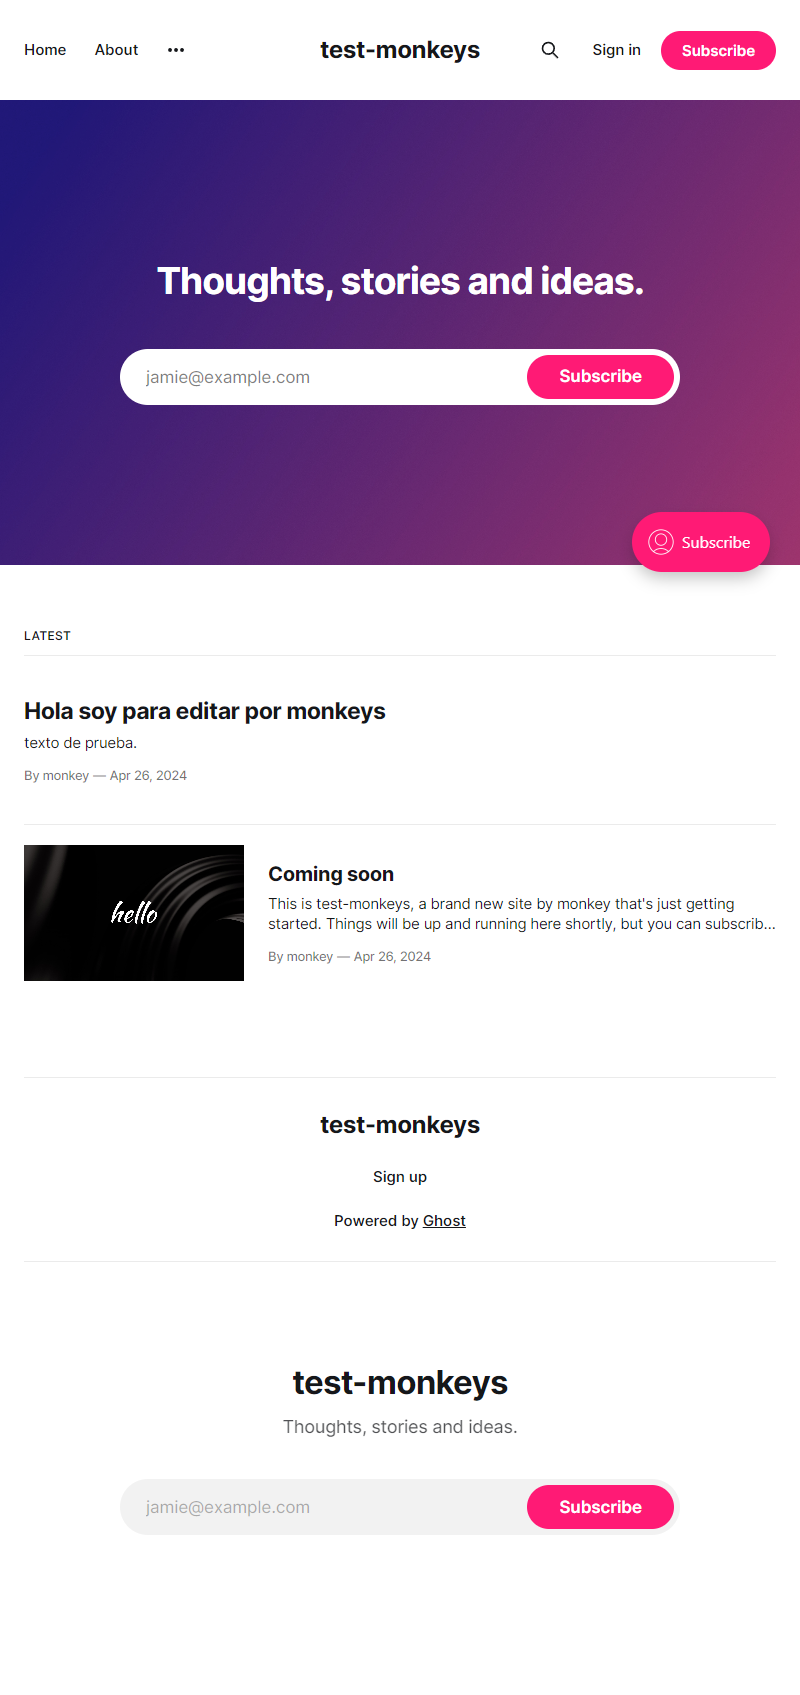 Home About
test-monkeys
Sign in Subscribe
Thoughts, stories and ideas.
jamie@example.com Subscribe
Subscribe
LATEST
Hola soy para editar por monkeys
texto de prueba.
By monkey — Apr 26, 2024
hello
Coming soon
This is test-monkeys, a brand new site by monkey that's just getting
started. Things will be up and running here shortly, but you can subscrib...
By monkey — Apr 26, 2024
test-monkeys
Sign up
Powered by Ghost
test-monkeys
Thoughts, stories and ideas.
jamie@example.com Subscribe